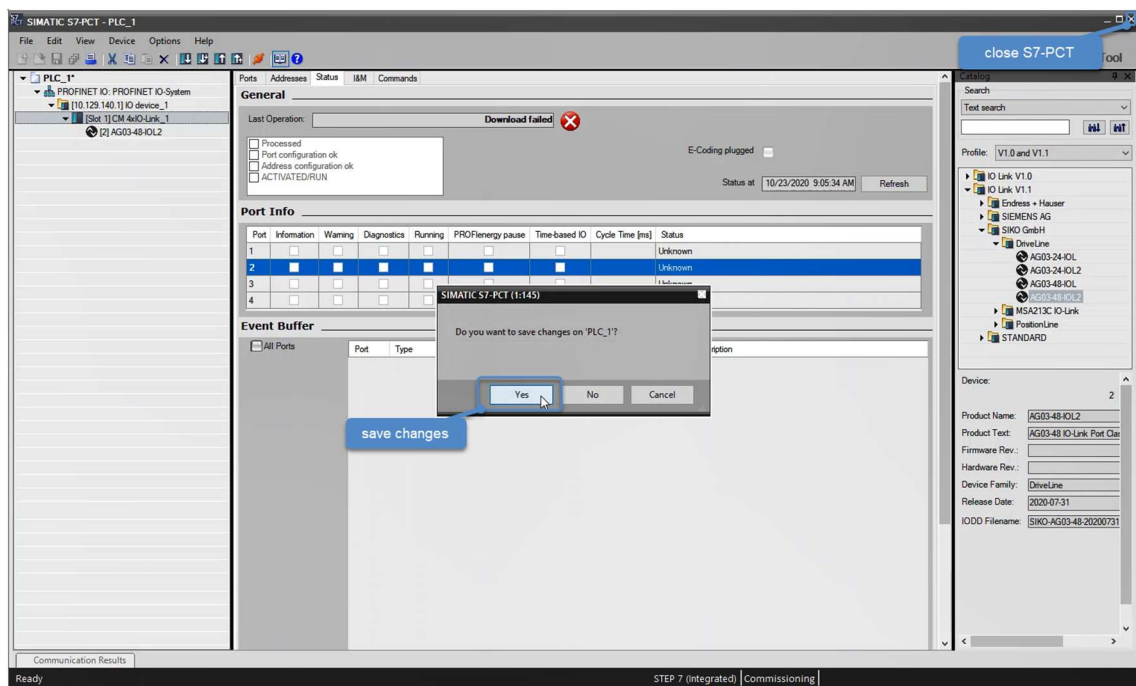 SIMATIC S7-PCT - PLC_1
File Edit View Device Options Help
close S7-PCT
Tool
PLC_1*
PROFINET IO: PROFINET IO-System
[10.129.140.1] IO device_1
[Slot 1] CM 4xIO-Link_1
[2] AG03-48-IOL2
Ports Addresses Status I&M Commands
General
Last Operation: Download failed
Processed
Port configuration ok
Address configuration ok
ACTIVATED/RUN
E-Coding plugged
Status at 10/23/2020 9:05:34 AM Refresh
Port Info
Port Information Warning Diagnostics Running PROFIenergy pause Time-based IO Cycle Time [ms] Status
1 Unknown
2 Unknown
3 Unknown
4
SIMATIC S7-PCT (1:145)
Do you want to save changes on 'PLC_1'?
Yes No Cancel
save changes
Event Buffer
All Ports
Port Type
Catalog
Search
Text search
Profile: V1.0 and V1.1
IO Link V1.0
IO Link V1.1
Endress + Hauser
SIEMENS AG
SIKO GmbH
DriveLine
AG03-24-IOL
AG03-24-IOL2
AG03-48-IOL
AG03-48-IOL2
MSA213C IO-Link
PositionLine
STANDARD
Device:
2
Product Name: AG03-48-IOL2
Product Text: AG03-48 IO-Link Port Clas
Firmware Rev.:
Hardware Rev.:
Device Family: DriveLine
Release Date: 2020-07-31
IODD Filename: SIKO-AG03-48-20200731
Communication Results
Ready
STEP 7 (Integrated) Commissioning